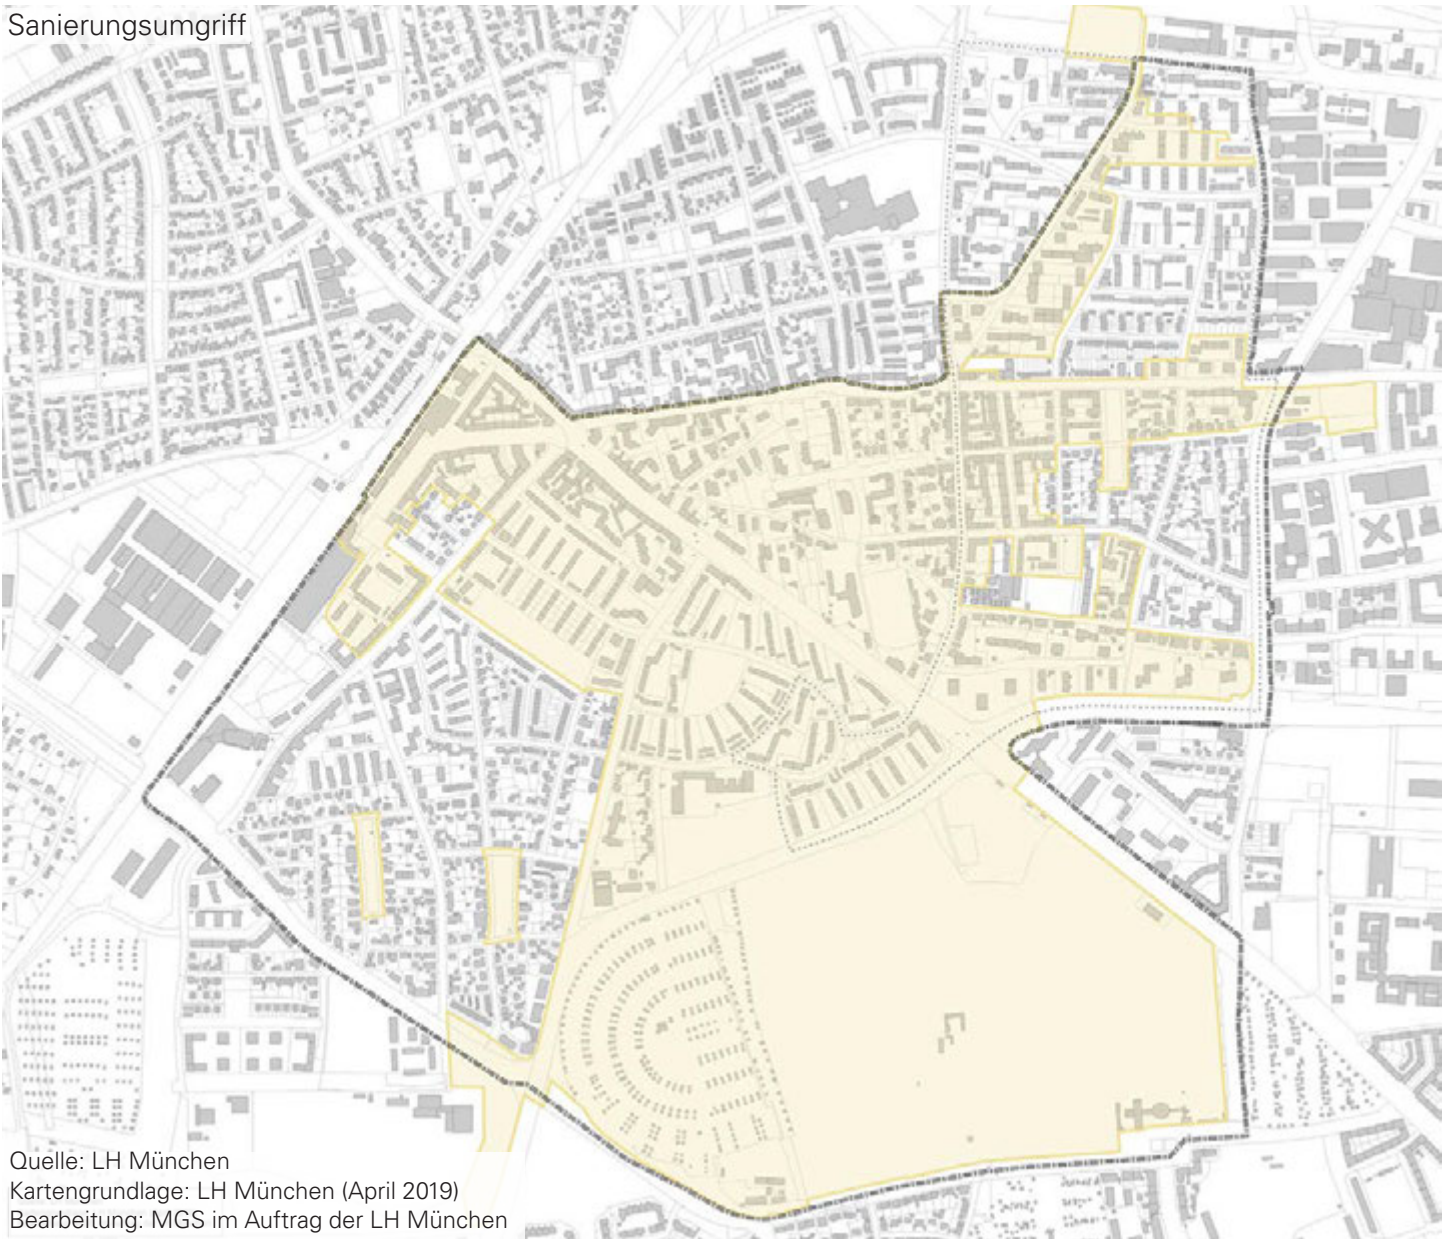 Sanierungsumgriff
Quelle: LH München
Kartengrundlage: LH München (April 2019)
Bearbeitung: MGS im Auftrag der LH München